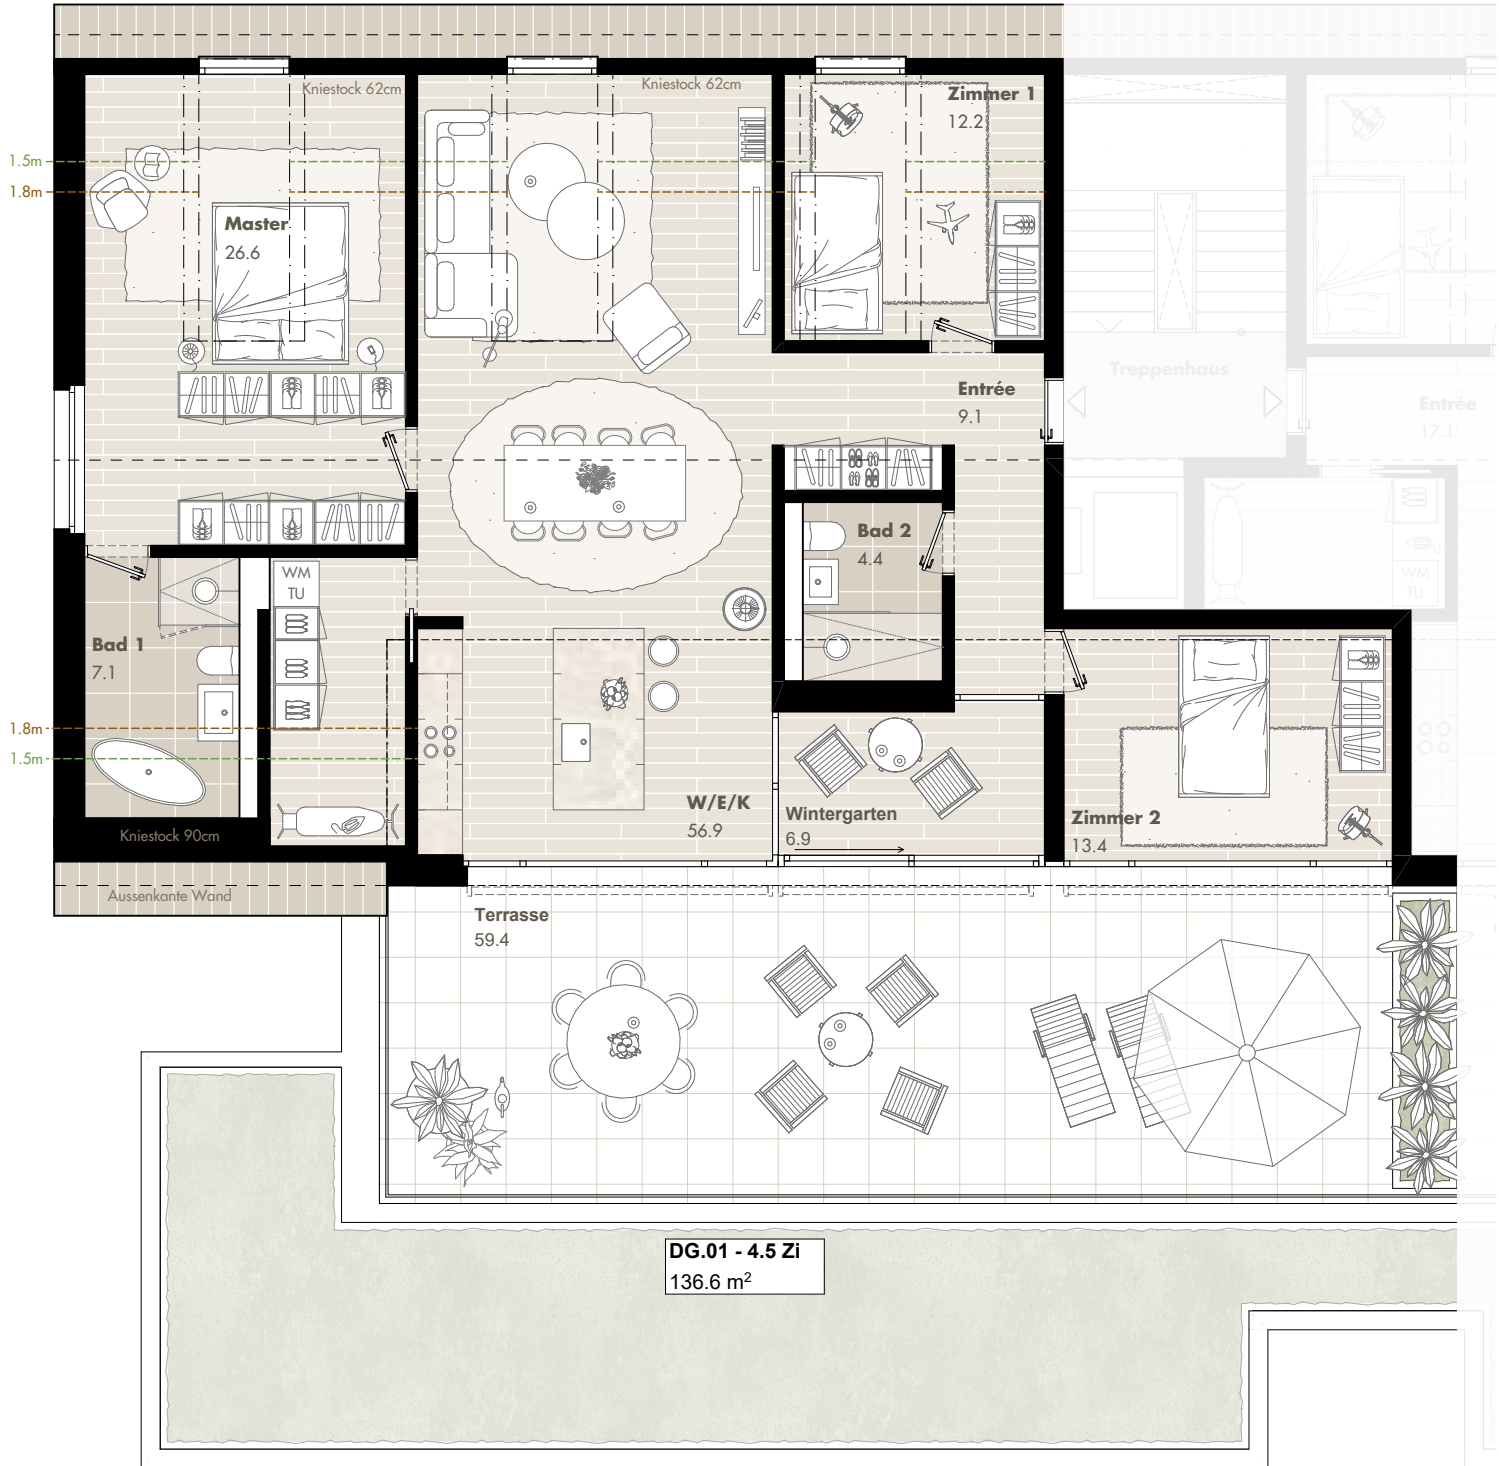 Kniestock 62cm
Kniestock 62cm
Zimmer 1
12.2
1.5m
1.8m
Master
26.6
Treppenhaus
Entrée
9.1
Entrée
17.1
Bad 2
4.4
WM
TU
WM
TU
Bad 1
7.1
1.8m
1.5m
W/E/K
56.9
Wintergarten
6.9
Zimmer 2
13.4
Kniestock 90cm
Aussenkante Wand
Terrasse
59.4
DG.01 - 4.5 Zi
136.6 m²